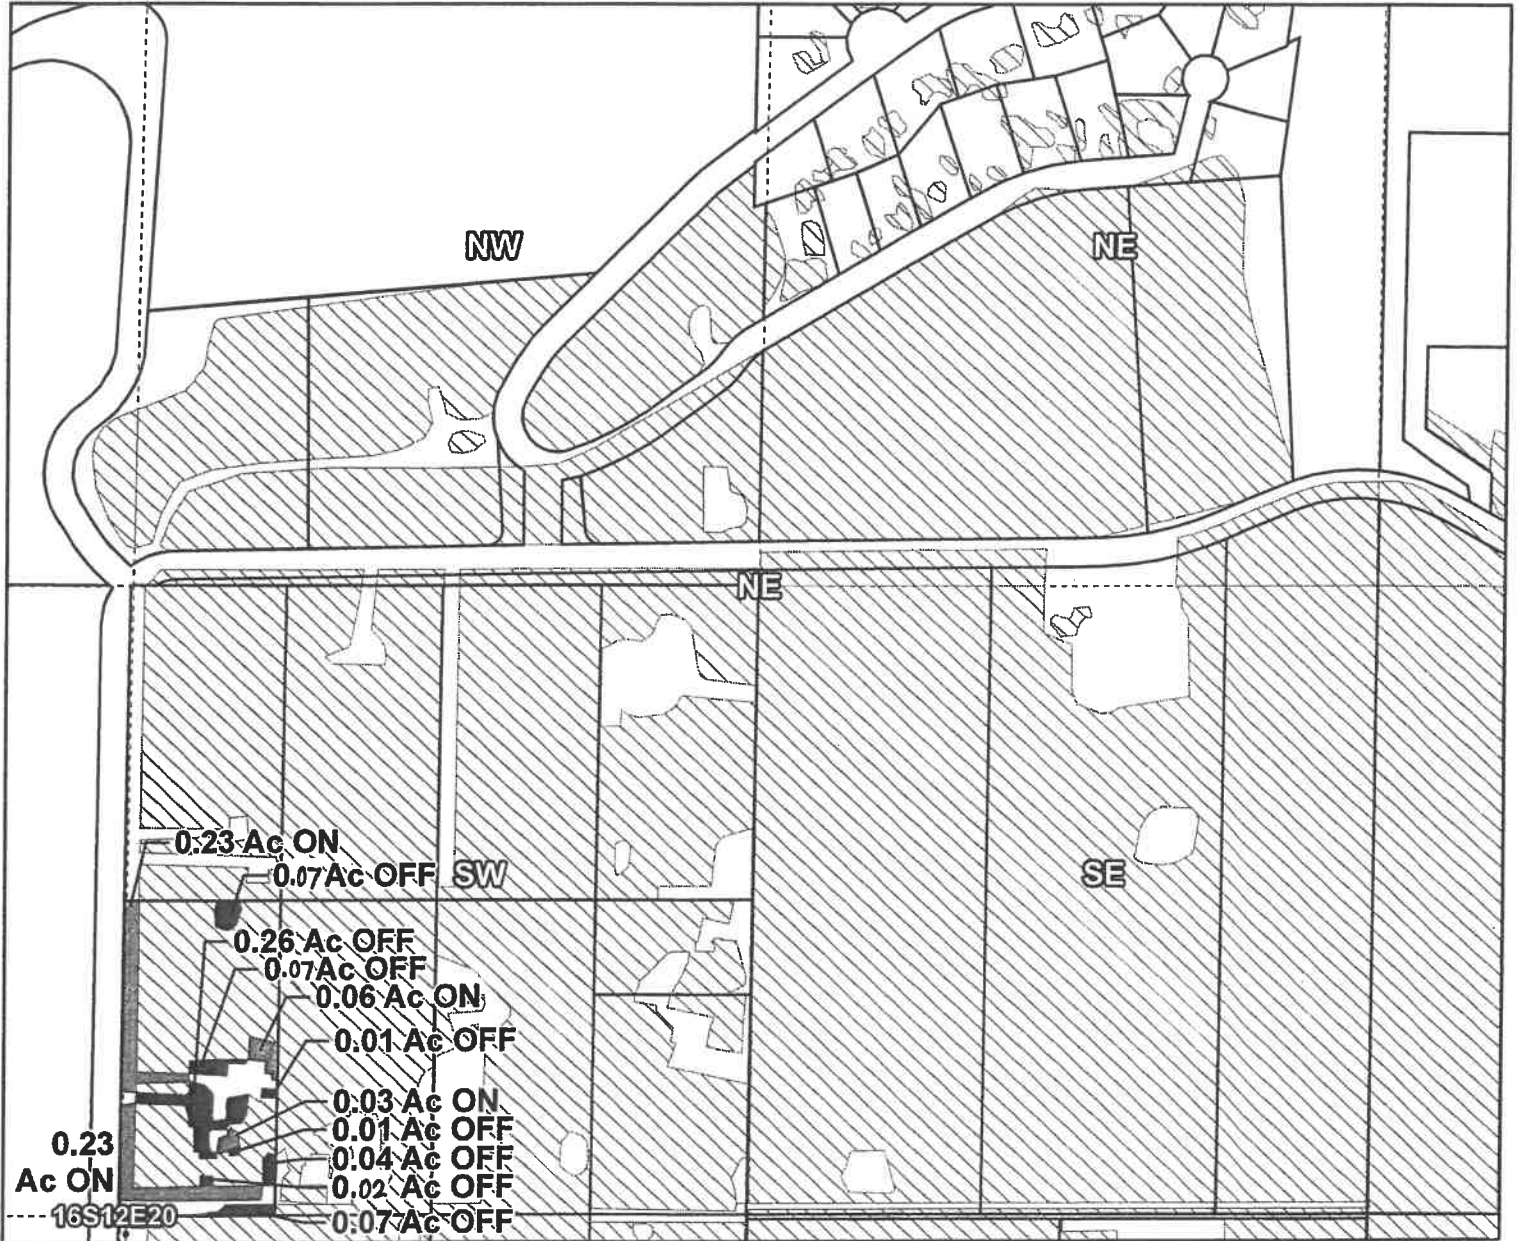 NW
NE
NE
0.23 Ac ON
0.07 Ac OFF
SW
SE
0.26 Ac OFF
0.07 Ac OFF
0.06 Ac ON
0.01 Ac OFF
0.03 Ac ON
0.01 Ac OFF
0.23
Ac ON
0.04 Ac OFF
0.02 Ac OFF
16S12E20
0.07 Ac OFF